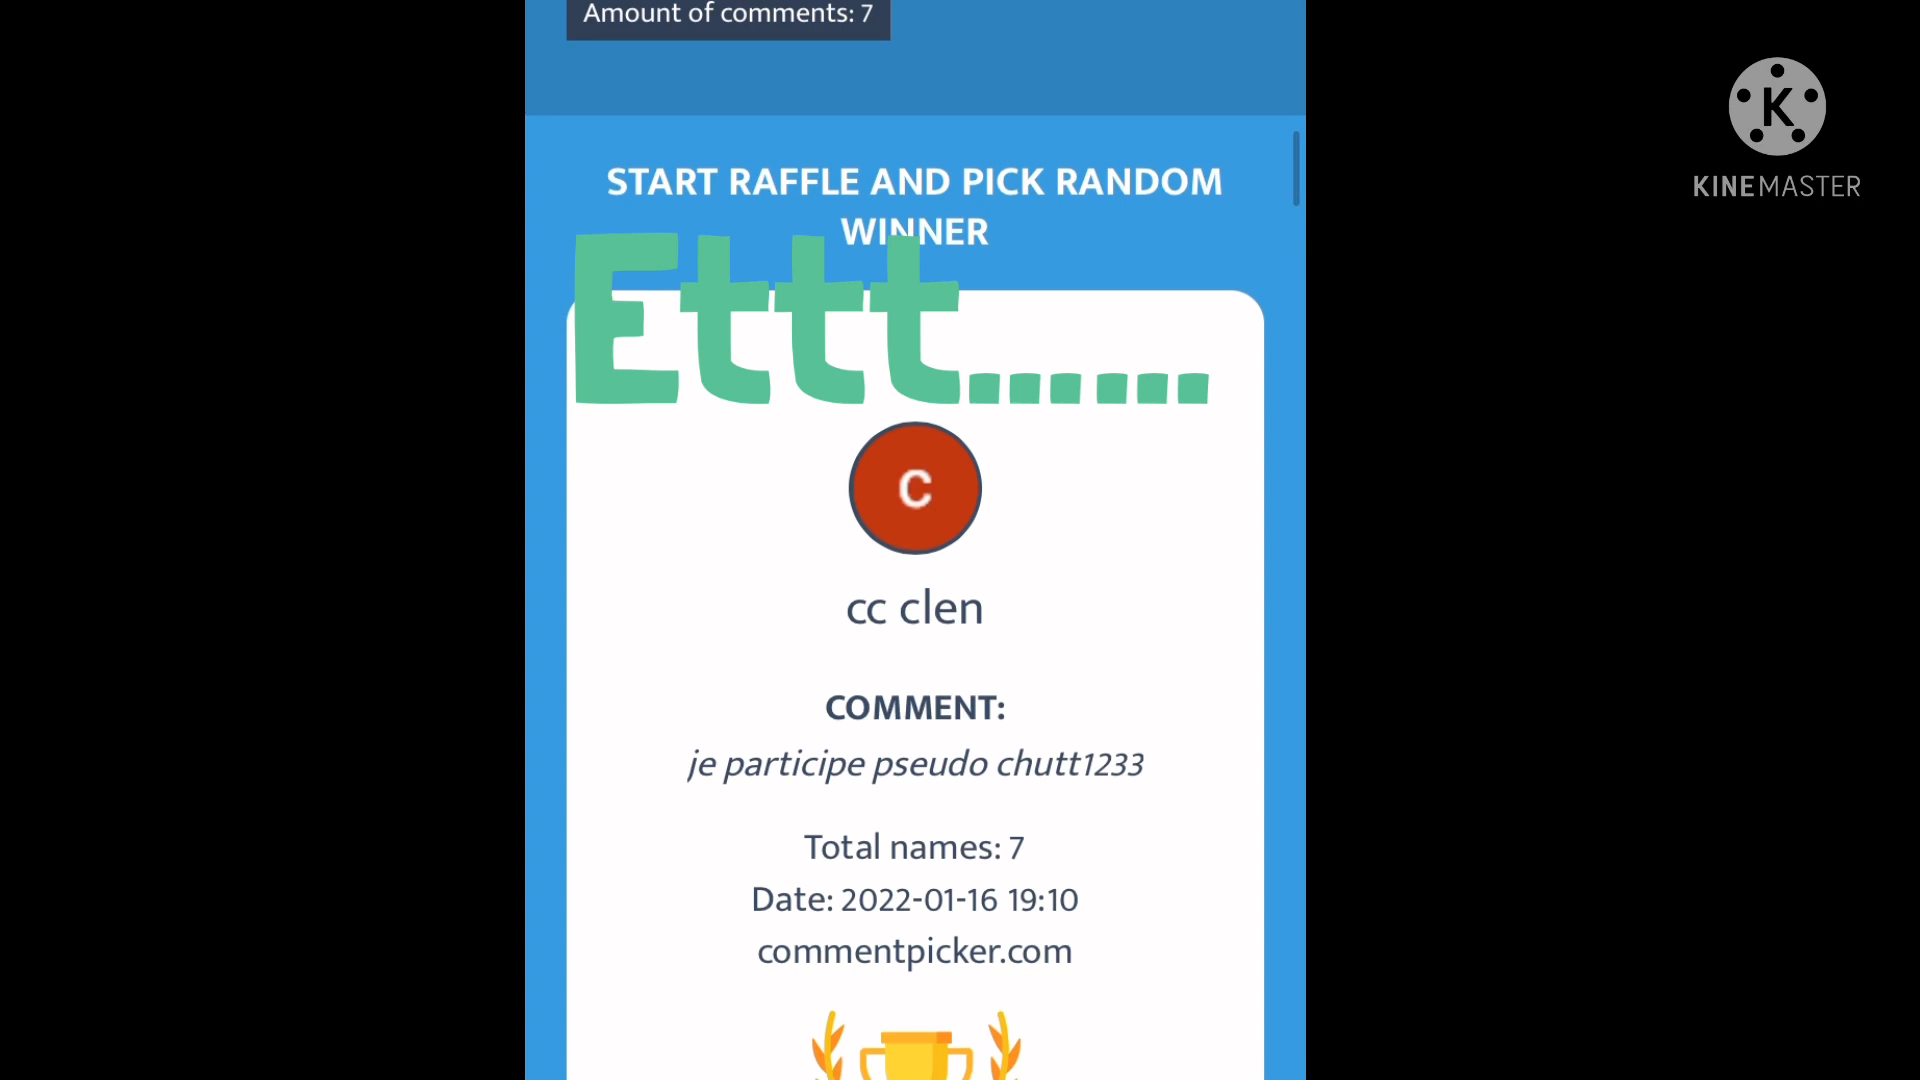 Amount of comments: 7
START RAFFLE AND PICK RANDOM
WINNER
Ettt......
C
cc clen
COMMENT:
je participe pseudo chutt1233
Total names: 7
Date: 2022-01-16 19:10
commentpicker.com
K
KINEMASTER